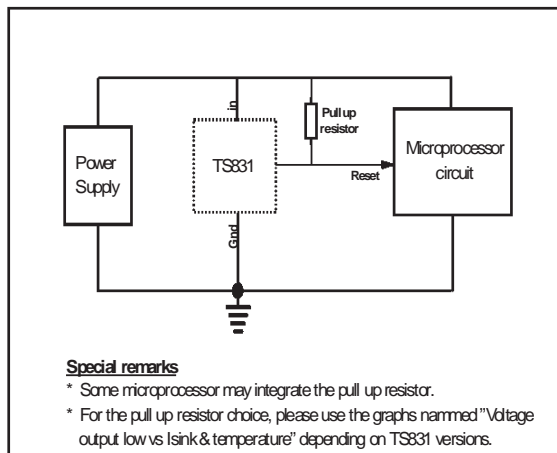 in
Pull up
resistor
Power
Supply
TS831
Microprocessor
circuit
Reset
Gnd
Special remarks
* Some microprocessor may integrate the pull up resistor.
* For the pull up resistor choice, please use the graphs nammed "Voltage
output low vs Isink & temperature" depending on TS831 versions.